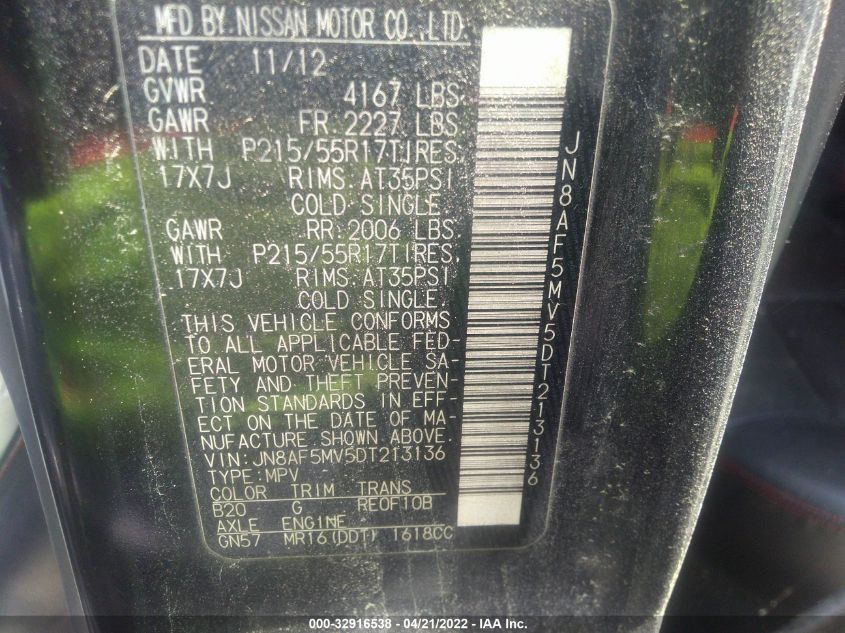 MFD BY NISSAN MOTOR CO., LTD.
DATE 11/12
GVWR 4167 LBS.
GAWR FR. 2227 LBS.
WITH P215/55R17TIRES.
17X7J RIMS. AT35PSI
COLD SINGLE
GAWR RR. 2006 LBS.
WITH P215/55R17TIRES.
17X7J RIMS. AT35PSI
COLD SINGLE.
THIS VEHICLE CONFORMS
TO ALL APPLICABLE FED-
ERAL MOTOR VEHICLE SA-
FETY AND THEFT PREVEN-
TION STANDARDS IN EFF-
ECT ON THE DATE OF MA-
NUFACTURE SHOWN ABOVE.
VIN: JN8AF5MV5DT213136
TYPE: MPV
COLOR TRIM TRANS
B20 G RE0F10B
AXLE ENGINE
GN57 MR16(DDT) 1618CC
JN8AF5MV5DT213136
000-32916538 - 04/21/2022 - IAA Inc.